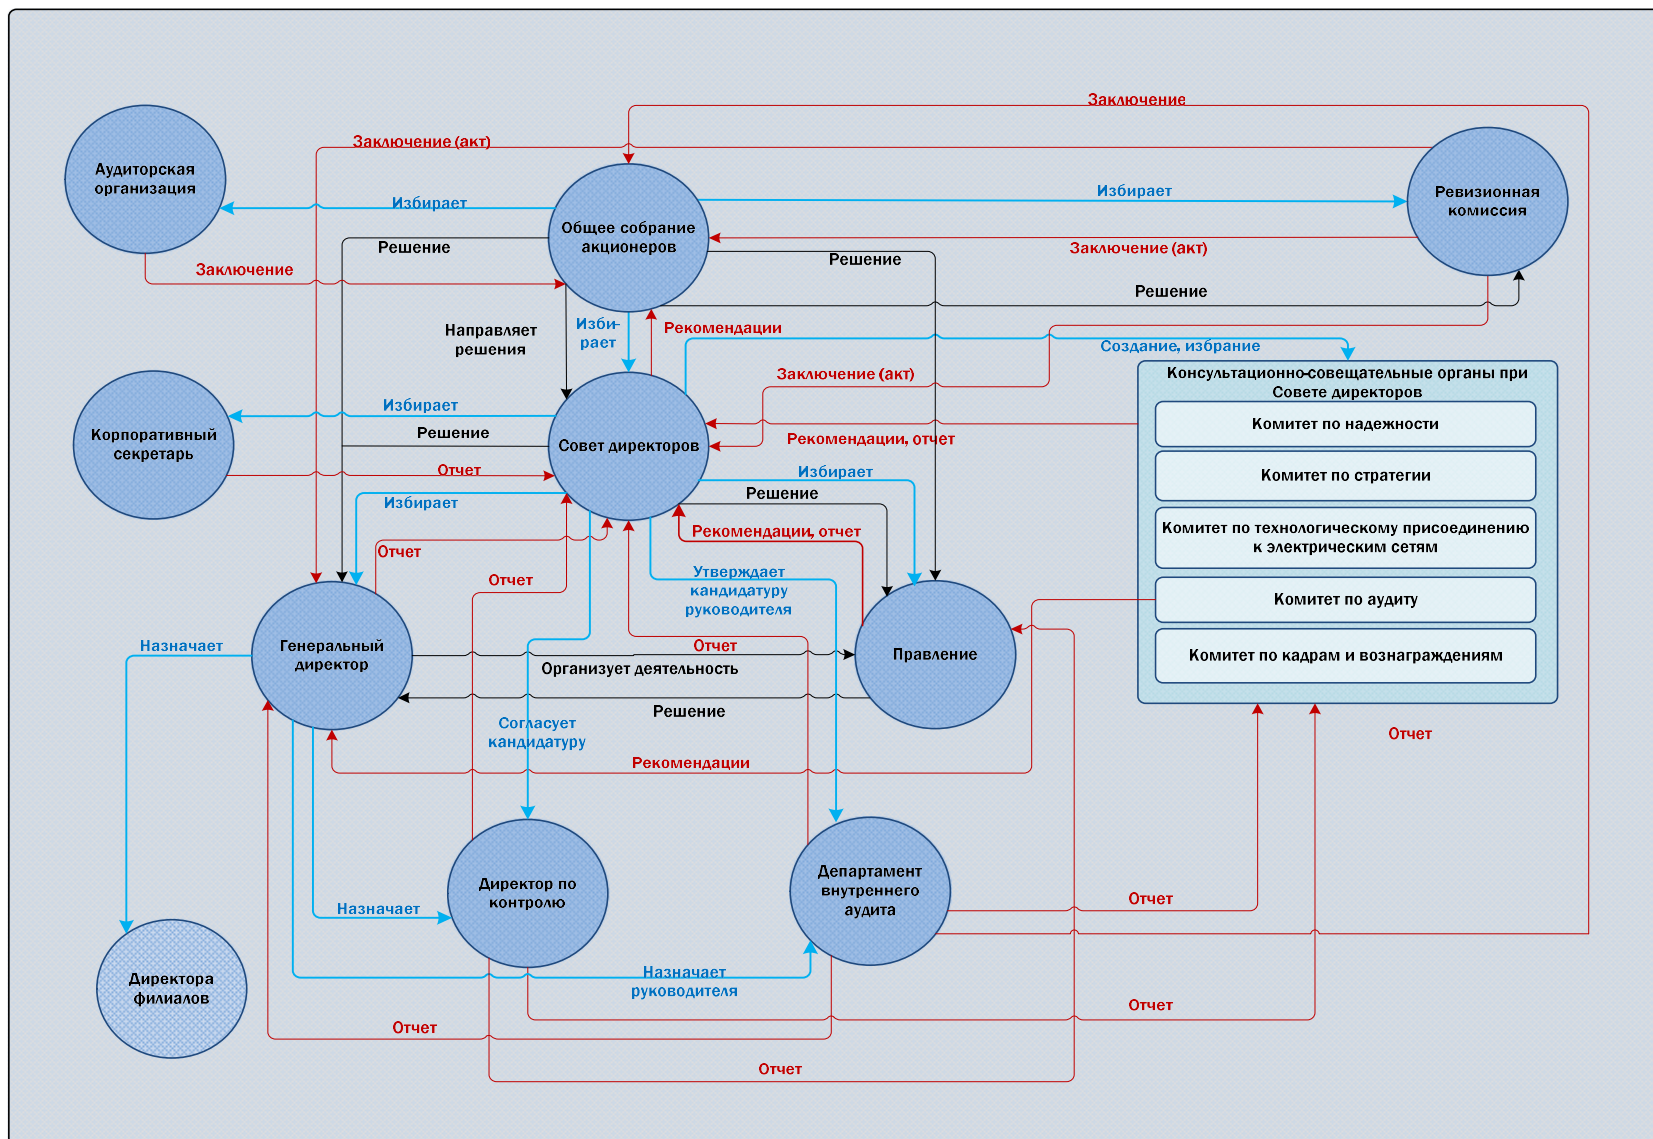 Заключение
Заключение (акт)
Аудиторская
организация
Избирает
Избирает
Ревизионная
комиссия
Общее собрание
акционеров
Решение
Решение
Заключение (акт)
Заключение
Решение
Направляет
решения
Изби-
рает
Рекомендации
Создание, избрание
Заключение (акт)
Консультационно-совещательные органы при
Совете директоров
Комитет по надежности
Комитет по стратегии
Комитет по технологическому присоединению
к электрическим сетям
Комитет по аудиту
Комитет по кадрам и вознаграждениям
Избирает
Корпоративный
секретарь
Решение
Совет директоров
Рекомендации, отчет
Отчет
Избирает
Избирает
Решение
Рекомендации, отчет
Отчет
Отчет
Утверждает
кандидатуру
руководителя
Назначает
Генеральный
директор
Отчет
Организует деятельность
Правление
Решение
Согласует
кандидатуру
Отчет
Рекомендации
Директор по
контролю
Департамент
внутреннего
аудита
Назначает
Отчет
Директора
филиалов
Назначает
руководителя
Отчет
Отчет
Отчет